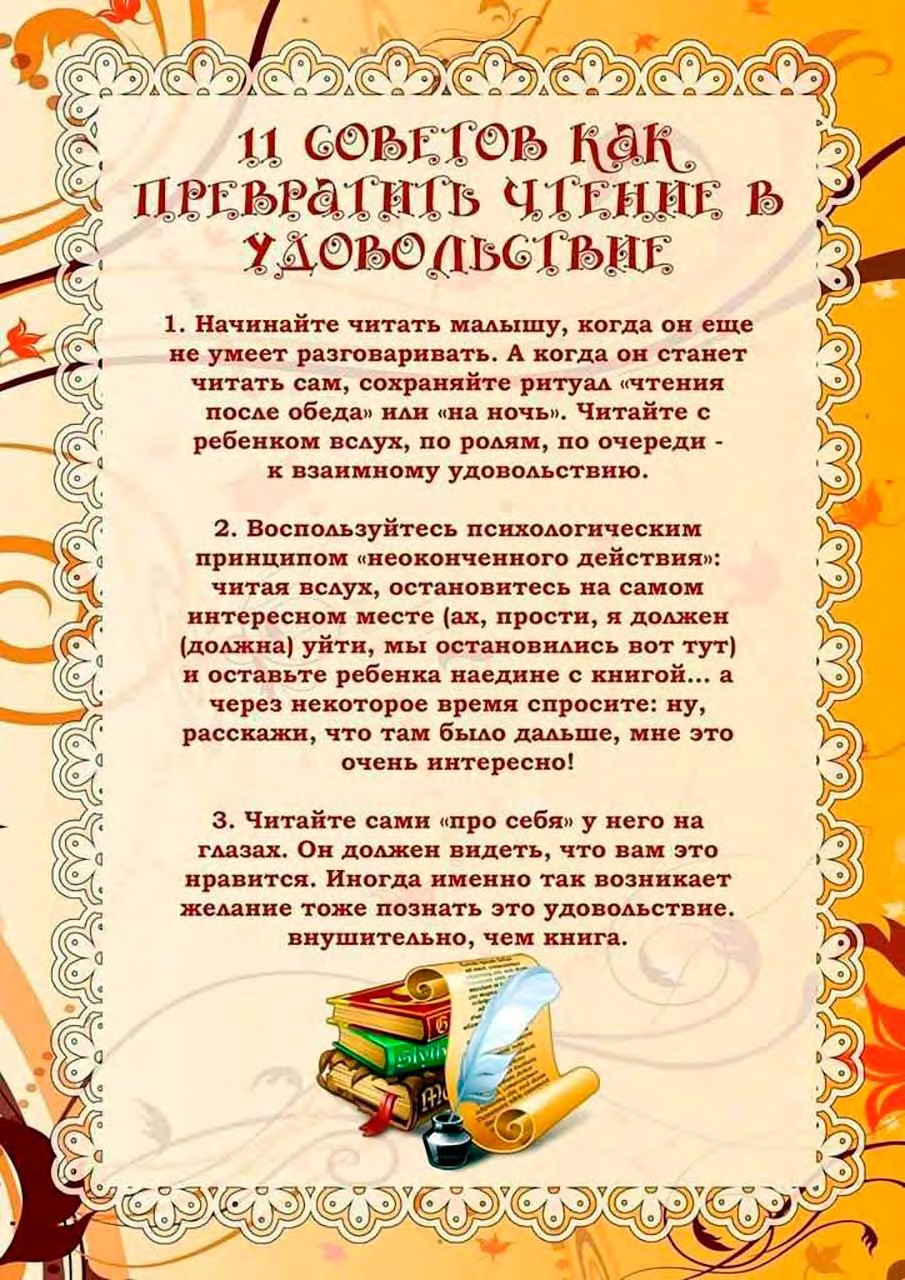 11 СОВЕТОВ КАК
ПРЕВРАТИТЬ ЧТЕНИЕ В
УДОВОЛЬСТВИЕ
1. Начинайте читать малышу, когда он еще
не умеет разговаривать. А когда он станет
читать сам, сохраняйте ритуал «чтения
после обеда» или «на ночь». Читайте с
ребенком вслух, по ролям, по очереди -
к взаимному удовольствию.
2. Воспользуйтесь психологическим
принципом «неоконченного действия»:
читая вслух, остановитесь на самом
интересном месте (ах, прости, я должен
(должна) уйти, мы остановились вот тут)
и оставьте ребенка наедине с книгой... а
через некоторое время спросите: ну,
расскажи, что там было дальше, мне это
очень интересно!
3. Читайте сами «про себя» у него на
глазах. Он должен видеть, что вам это
нравится. Иногда именно так возникает
желание тоже познать это удовольствие.
внушительно, чем книга.